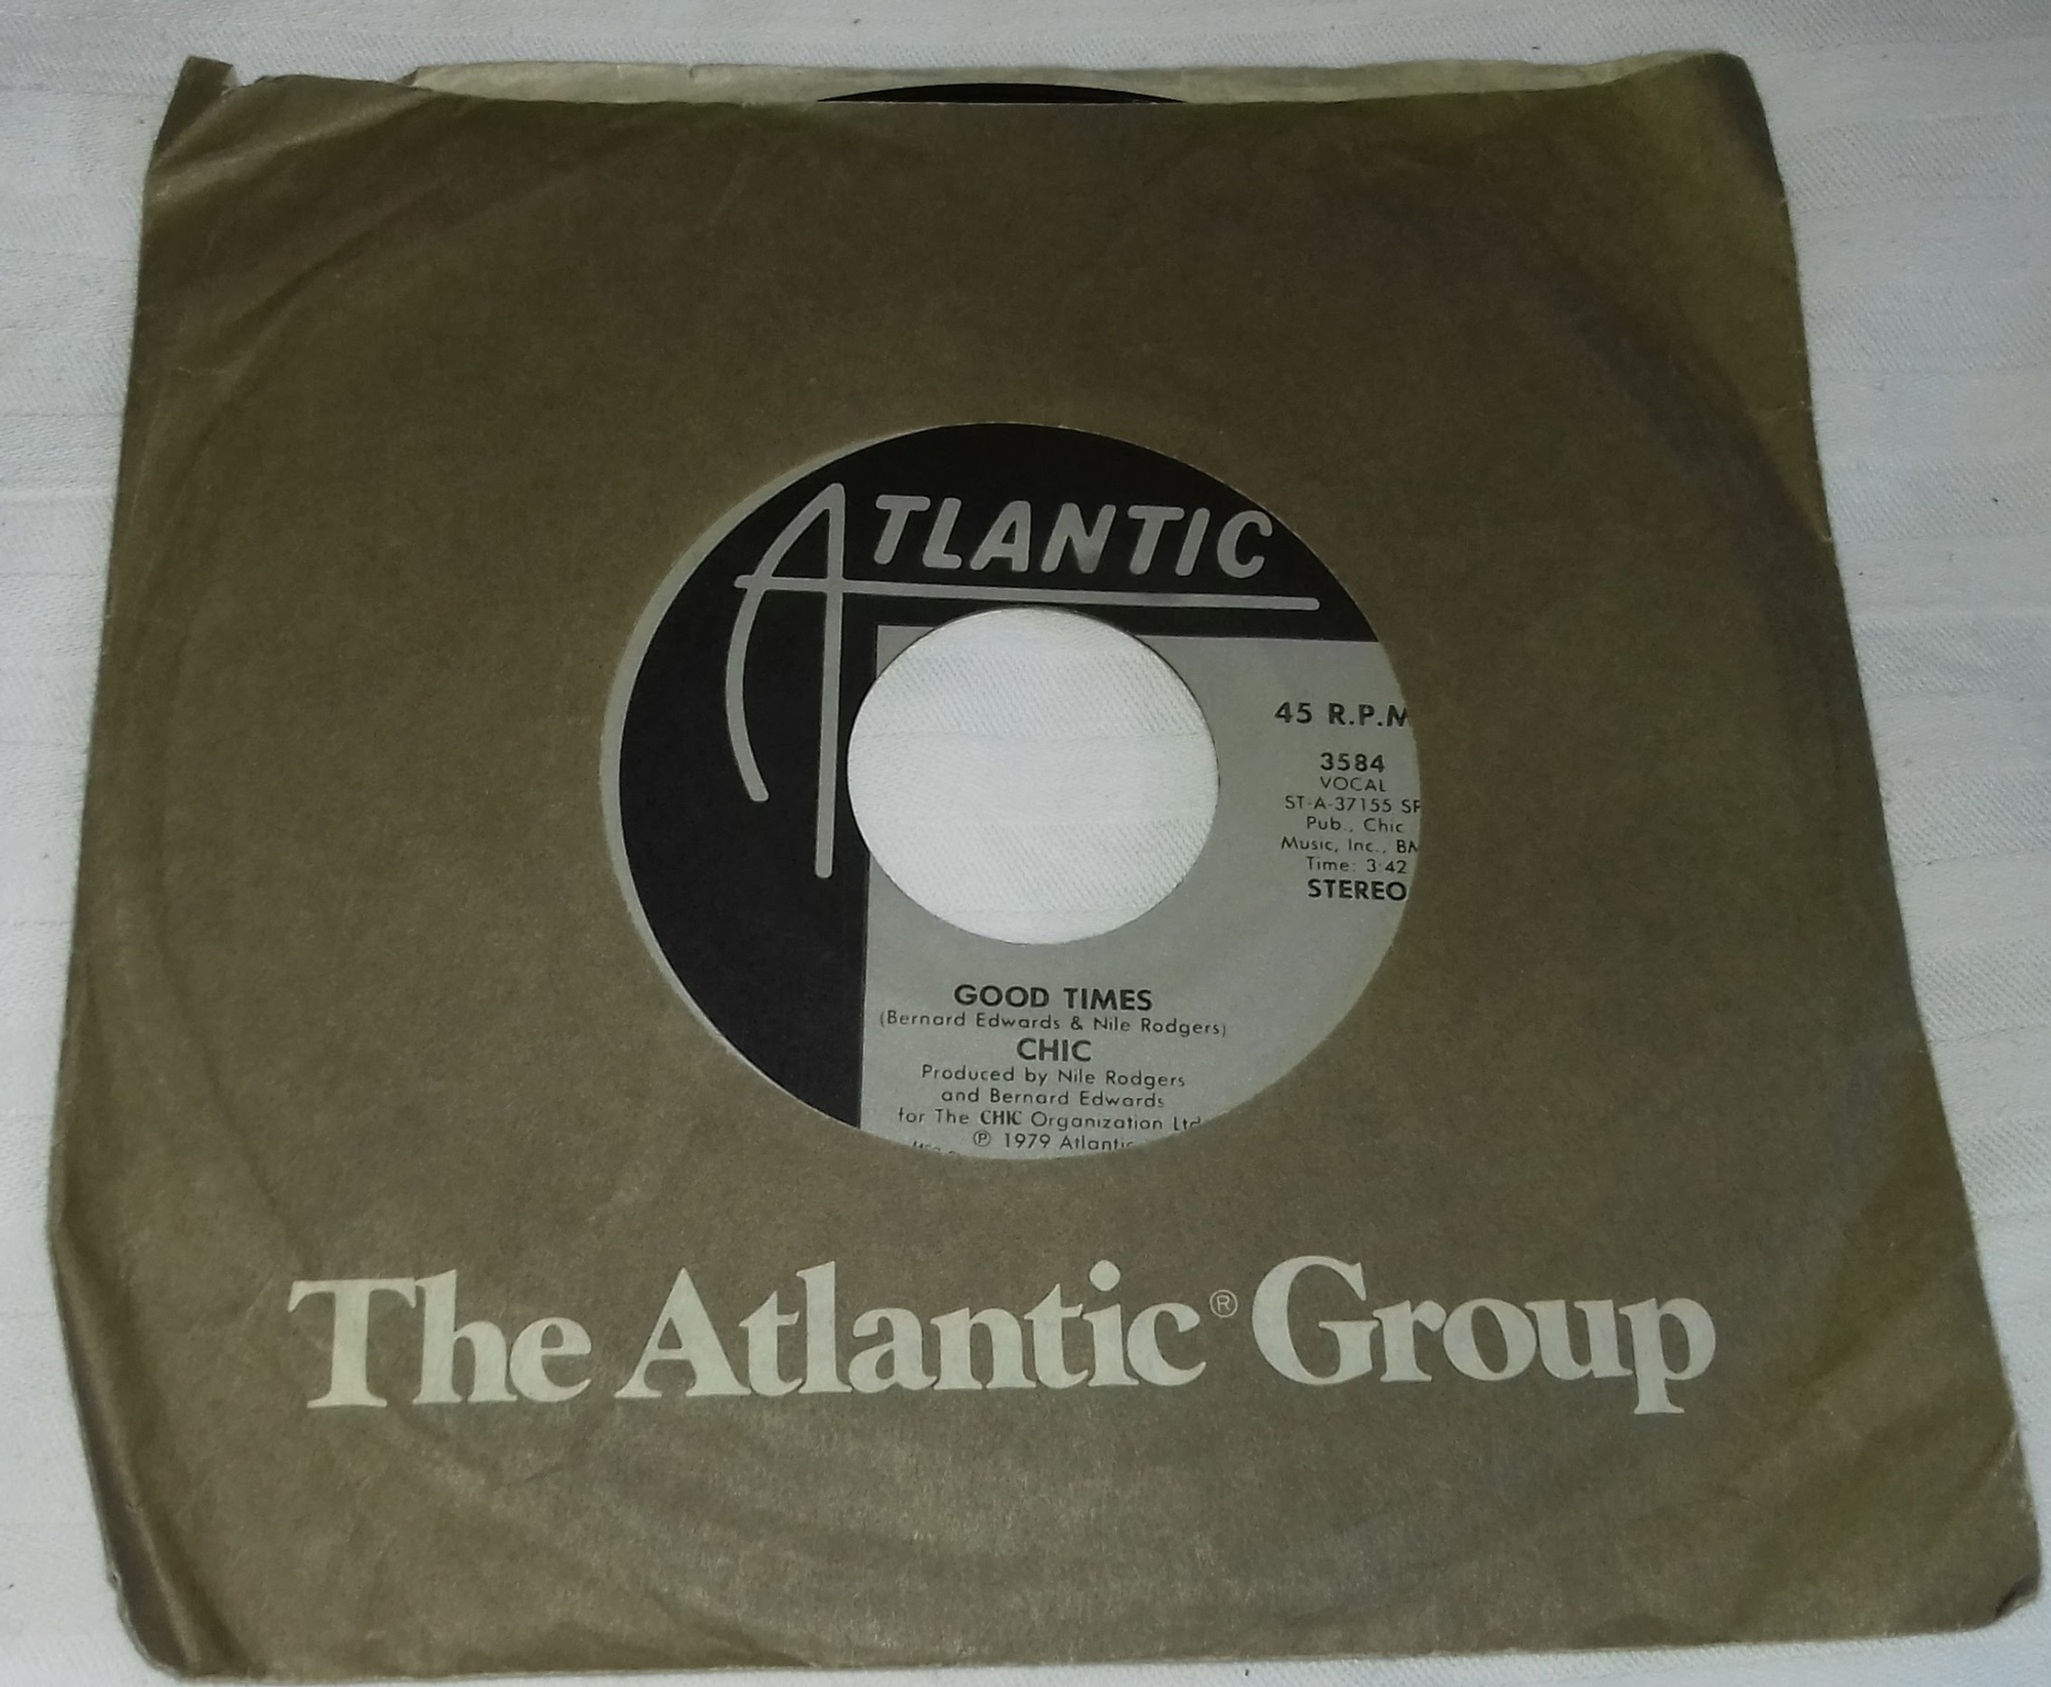 ATLANTIC
45 R.P.M
3584
VOCAL
ST-A-37155 SP
Pub., Chic
Music, Inc., BM
Time: 3:42
STEREO
GOOD TIMES
(Bernard Edwards & Nile Rodgers)
CHIC
Produced by Nile Rodgers
and Bernard Edwards
for The CHIC Organization Ltd
℗ 1979 Atlantic
The Atlantic® Group